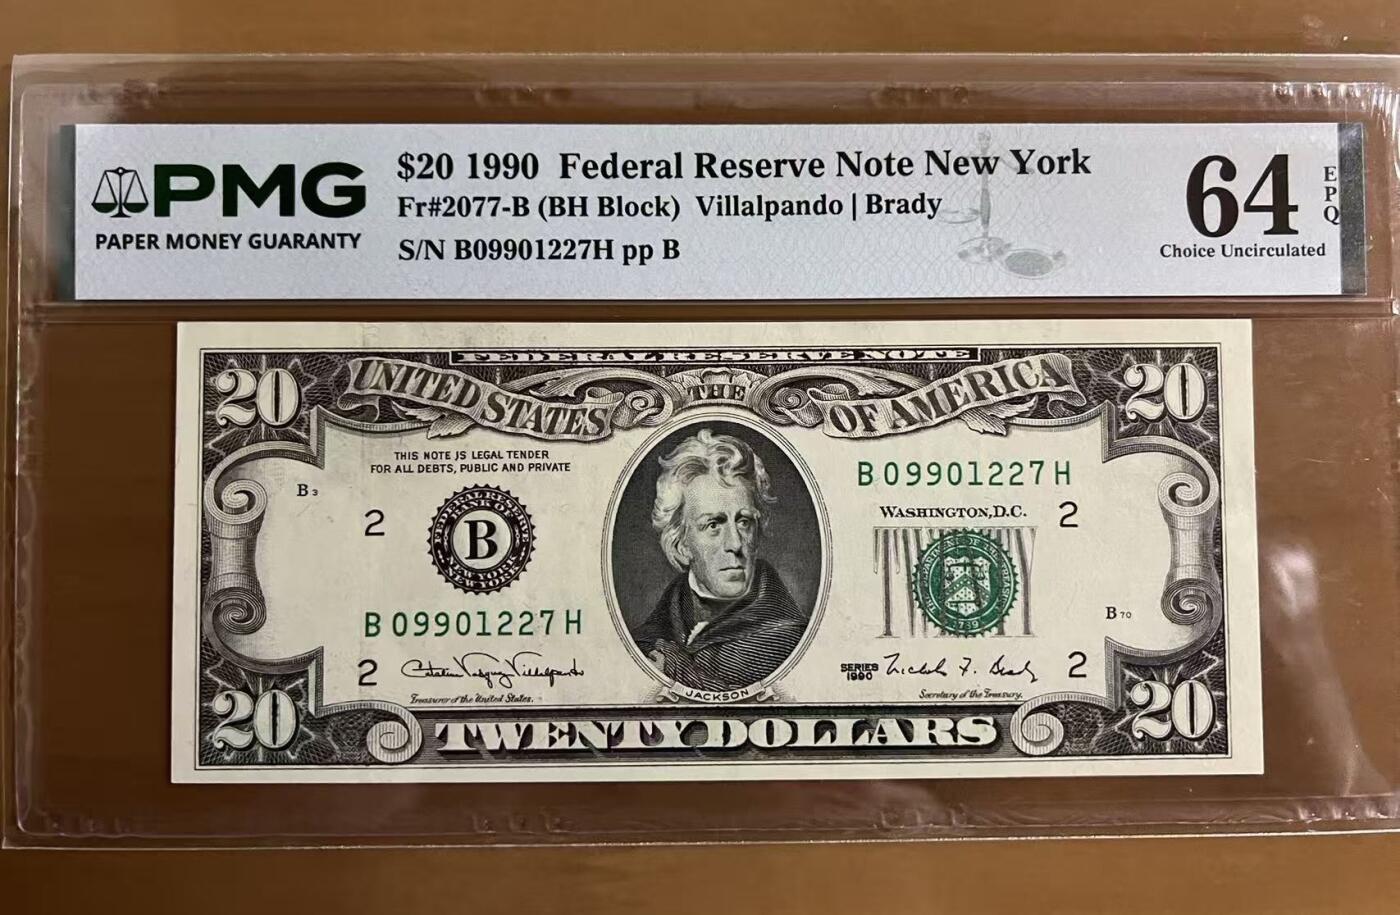 PMG
PAPER MONEY GUARANTY
$20 1990 Federal Reserve Note New York
Fr#2077-B (BH Block) Villalpando | Brady
S/N B09901227H pp B
64
EPQ
Choice Uncirculated
FEDERAL RESERVE NOTE
20
UNITED STATES
THE
OF AMERICA
20
THIS NOTE IS LEGAL TENDER
FOR ALL DEBTS, PUBLIC AND PRIVATE
B 09901227 H
B3
2
B
WASHINGTON, D.C.
2
B 09901227 H
1789
B70
2
SERIES
1990
2
Treasurer of the United States.
JACKSON
Secretary of the Treasury.
20
TWENTY DOLLARS
20